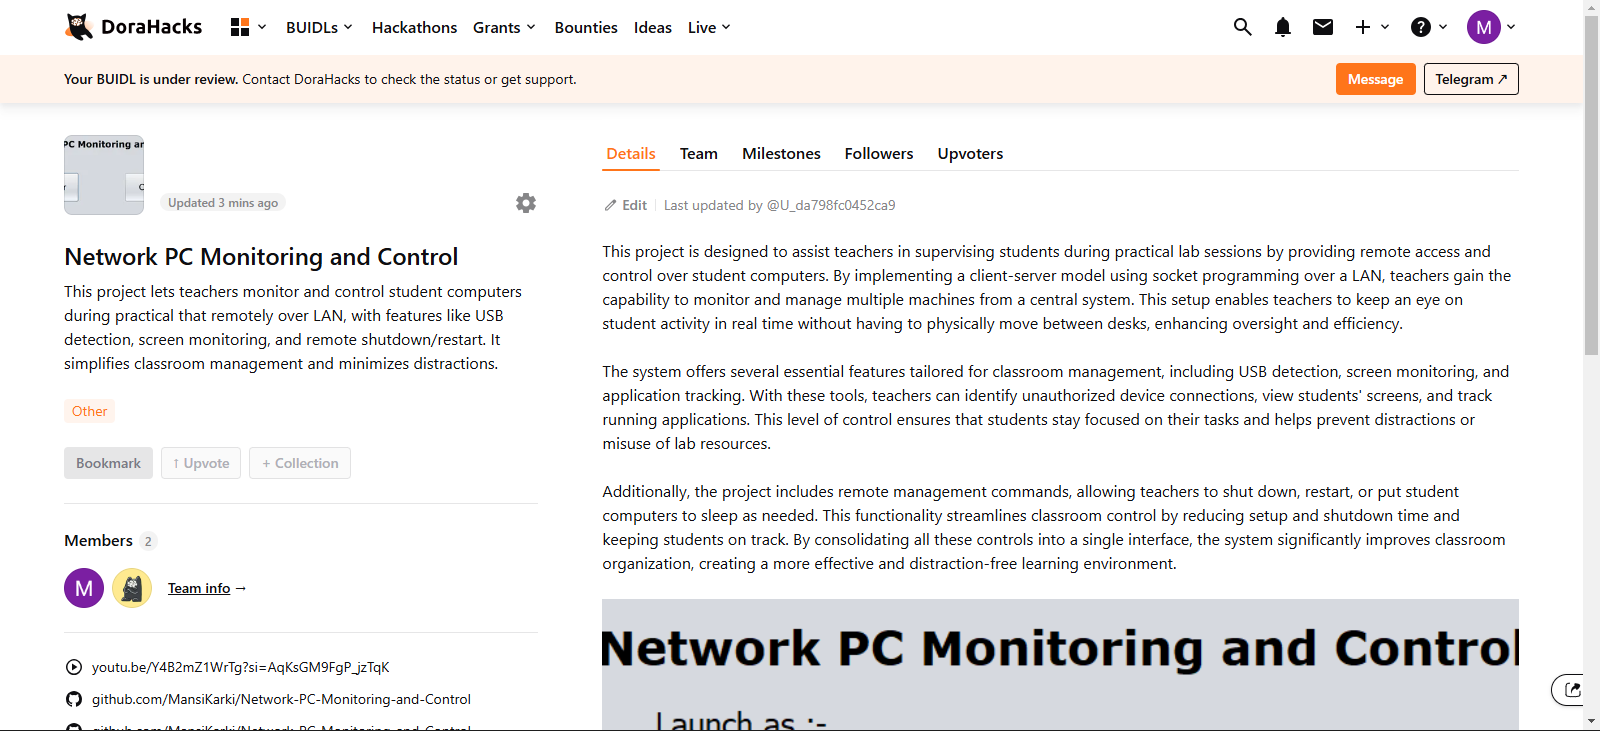 DoraHacks
BUIDLs
Hackathons
Grants
Bounties
Ideas
Live
M
Your BUIDL is under review. Contact DoraHacks to check the status or get support.
Message
Telegram ↗
PC Monitoring ar
r
C
Updated 3 mins ago
Network PC Monitoring and Control
This project lets teachers monitor and control student computers
during practical that remotely over LAN, with features like USB
detection, screen monitoring, and remote shutdown/restart. It
simplifies classroom management and minimizes distractions.
Other
Bookmark
↑ Upvote
+ Collection
Members 2
M
Team info →
youtu.be/Y4B2mZ1WrTg?si=AqKsGM9FgP_jzTqK
github.com/MansiKarki/Network-PC-Monitoring-and-Control
github.com/MansiKarki/Network-PC-Monitoring-and-Control
Details
Team
Milestones
Followers
Upvoters
Edit
Last updated by @U_da798fc0452ca9
This project is designed to assist teachers in supervising students during practical lab sessions by providing remote access and
control over student computers. By implementing a client-server model using socket programming over a LAN, teachers gain the
capability to monitor and manage multiple machines from a central system. This setup enables teachers to keep an eye on
student activity in real time without having to physically move between desks, enhancing oversight and efficiency.
The system offers several essential features tailored for classroom management, including USB detection, screen monitoring, and
application tracking. With these tools, teachers can identify unauthorized device connections, view students' screens, and track
running applications. This level of control ensures that students stay focused on their tasks and helps prevent distractions or
misuse of lab resources.
Additionally, the project includes remote management commands, allowing teachers to shut down, restart, or put student
computers to sleep as needed. This functionality streamlines classroom control by reducing setup and shutdown time and
keeping students on track. By consolidating all these controls into a single interface, the system significantly improves classroom
organization, creating a more effective and distraction-free learning environment.
Network PC Monitoring and Control
Launch as :-